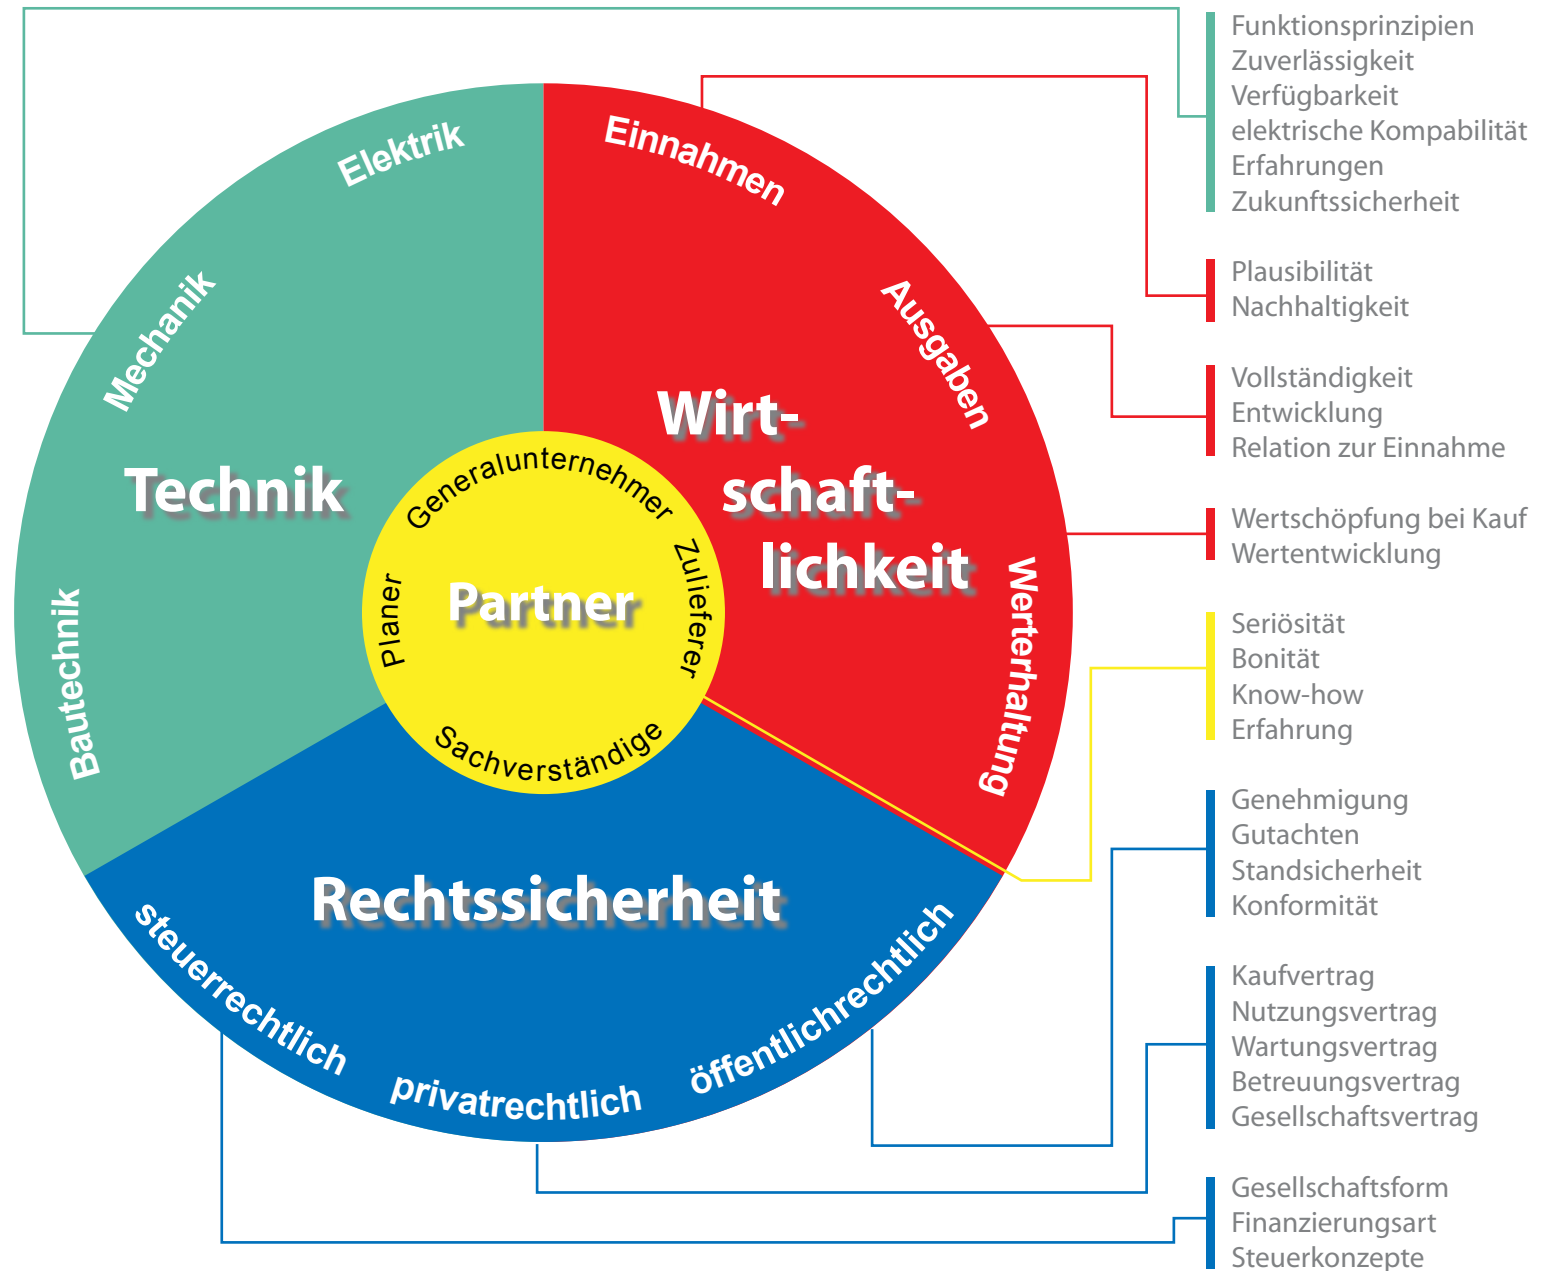 Elektrik
Mechanik
Bautechnik
Technik
Einnahmen
Ausgaben
Werterhaltung
Wirt-
schaft-
lichkeit
Generalunternehmer
Zulieferer
Planer
Sachverständige
Partner
Rechtssicherheit
steuerrechtlich
privatrechtlich
öffentlichrechtlich
Funktionsprinzipien
Zuverlässigkeit
Verfügbarkeit
elektrische Kompabilität
Erfahrungen
Zukunftssicherheit
Plausibilität
Nachhaltigkeit
Vollständigkeit
Entwicklung
Relation zur Einnahme
Wertschöpfung bei Kauf
Wertentwicklung
Seriösität
Bonität
Know-how
Erfahrung
Genehmigung
Gutachten
Standsicherheit
Konformität
Kaufvertrag
Nutzungsvertrag
Wartungsvertrag
Betreuungsvertrag
Gesellschaftsvertrag
Gesellschaftsform
Finanzierungsart
Steuerkonzepte